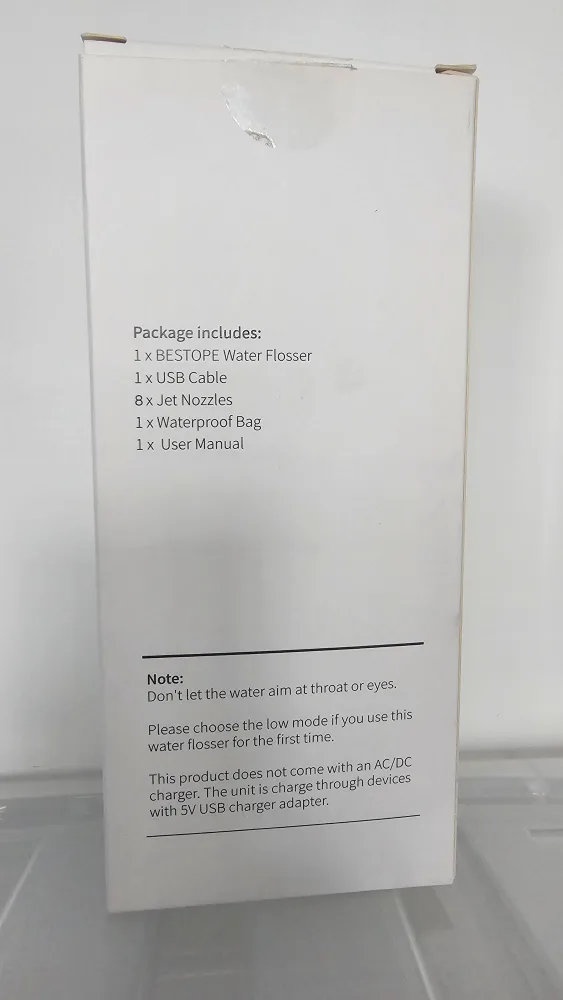 Package includes:
1 x BESTOPE Water Flosser
1 x USB Cable
8 x Jet Nozzles
1 x Waterproof Bag
1 x  User Manual
Note:
Don't let the water aim at throat or eyes.
Please choose the low mode if you use this
water flosser for the first time.
This product does not come with an AC/DC
charger. The unit is charge through devices
with 5V USB charger adapter.